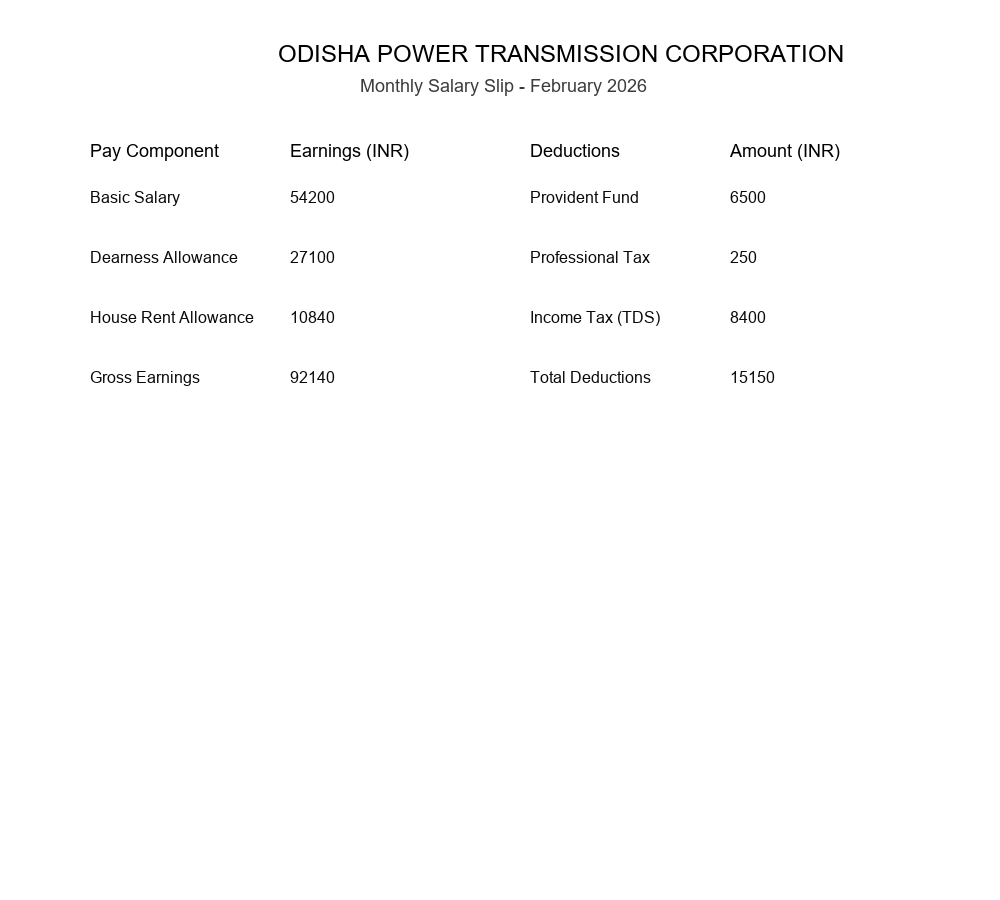 ODISHA POWER TRANSMISSION CORPORATION
Monthly Salary Slip - February 2026
Pay Component Earnings (INR) Deductions Amount (INR)
Basic Salary 54200 Provident Fund 6500
Dearness Allowance 27100 Professional Tax 250
House Rent Allowance 10840 Income Tax (TDS) 8400
Gross Earnings 92140 Total Deductions 15150